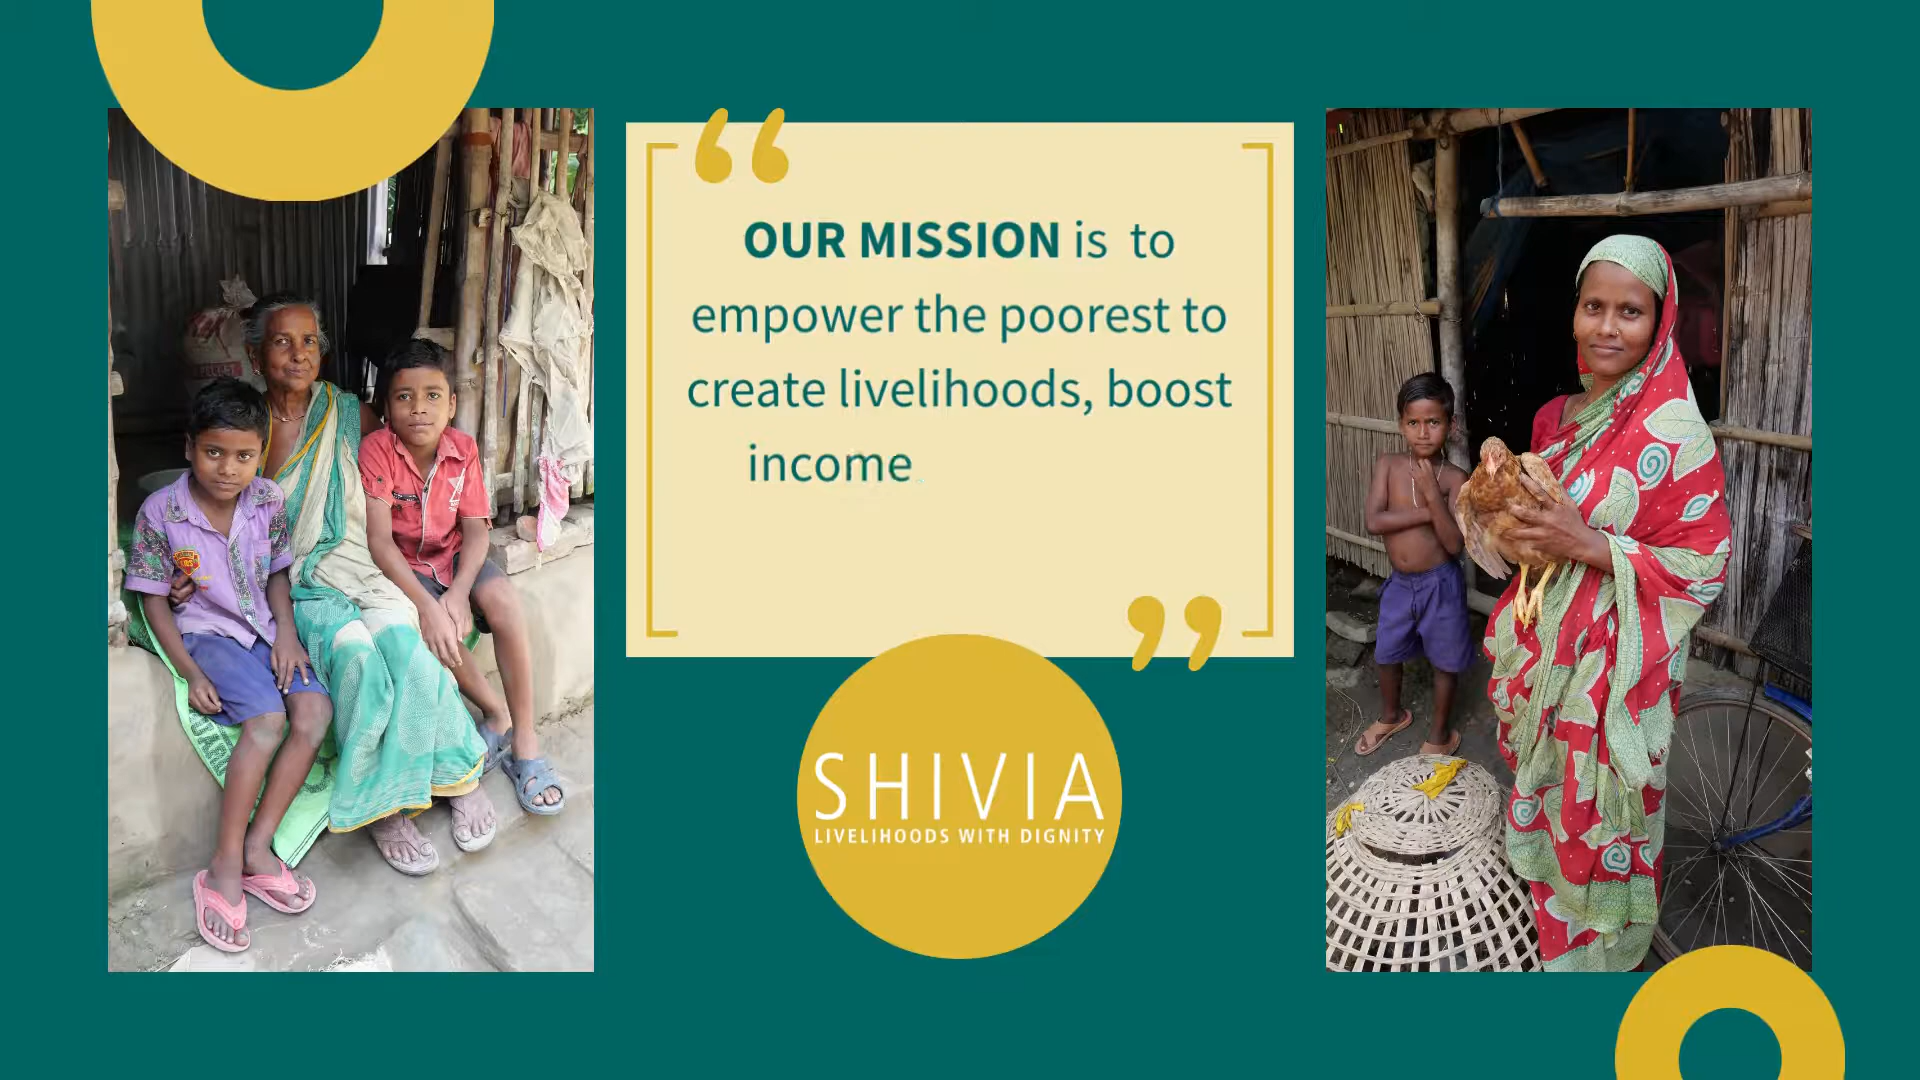 OUR MISSION is to
empower the poorest to
create livelihoods, boost
income
SHIVIA
LIVELIHOODS WITH DIGNITY